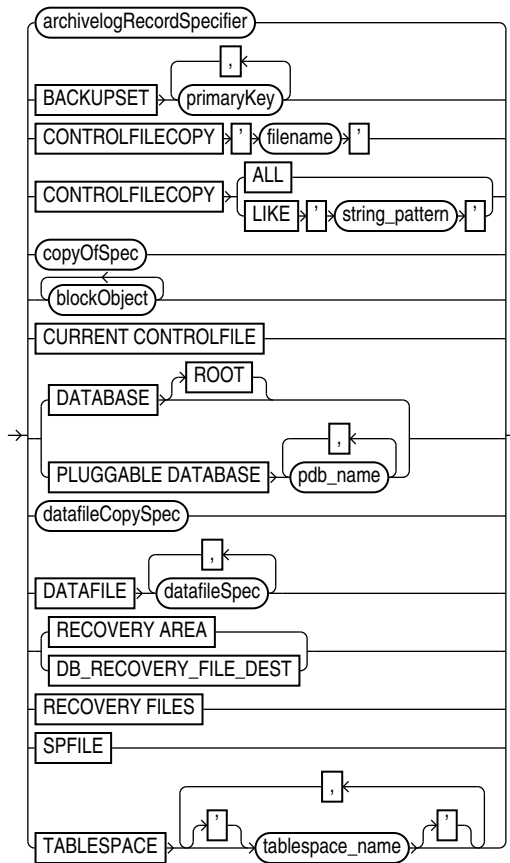 archivelogRecordSpecifier
,
BACKUPSET primaryKey
CONTROLFILECOPY ' filename '
ALL
CONTROLFILECOPY
LIKE ' string_pattern '
copyOfSpec
blockObject
CURRENT CONTROLFILE
ROOT
DATABASE
,
PLUGGABLE DATABASE pdb_name
datafileCopySpec
,
DATAFILE datafileSpec
RECOVERY AREA
DB_RECOVERY_FILE_DEST
RECOVERY FILES
SPFILE
,
' '
TABLESPACE tablespace_name